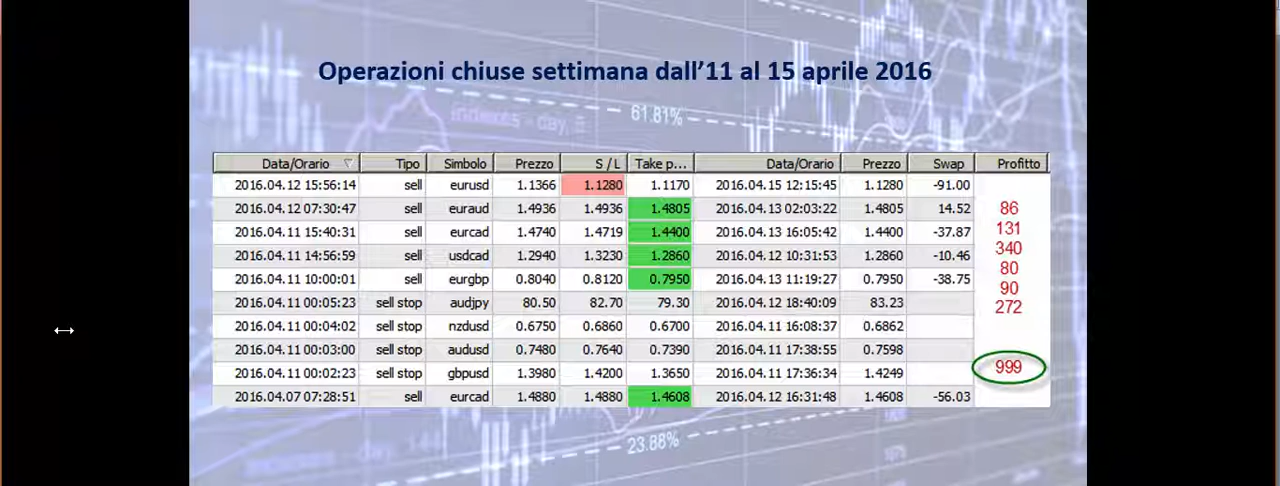 Operazioni chiuse settimana dall'11 al 15 aprile 2016
61.81%
indexes - day,
Data/Orario Tipo Simbolo Prezzo S / L Take p... Data/Orario Prezzo Swap Profitto
2016.04.12 15:56:14 sell eurusd 1.1366 1.1280 1.1170 2016.04.15 12:15:45 1.1280 -91.00
2016.04.12 07:30:47 sell euraud 1.4936 1.4936 1.4805 2016.04.13 02:03:22 1.4805 14.52 86
2016.04.11 15:40:31 sell eurcad 1.4740 1.4719 1.4400 2016.04.13 16:05:42 1.4400 -37.87 131
2016.04.11 14:56:59 sell usdcad 1.2940 1.3230 1.2860 2016.04.12 10:31:53 1.2860 -10.46 340
2016.04.11 10:00:01 sell eurgbp 0.8040 0.8120 0.7950 2016.04.13 11:19:27 0.7950 -38.75 80
90
2016.04.11 00:05:23 sell stop audjpy 80.50 82.70 79.30 2016.04.12 18:40:09 83.23 272
2016.04.11 00:04:02 sell stop nzdusd 0.6750 0.6860 0.6700 2016.04.11 16:08:37 0.6862
2016.04.11 00:03:00 sell stop audusd 0.7480 0.7640 0.7390 2016.04.11 17:38:55 0.7598
2016.04.11 00:02:23 sell stop gbpusd 1.3980 1.4200 1.3650 2016.04.11 17:36:34 1.4249 999
2016.04.07 07:28:51 sell eurcad 1.4880 1.4880 1.4608 2016.04.12 16:31:48 1.4608 -56.03
23.88%